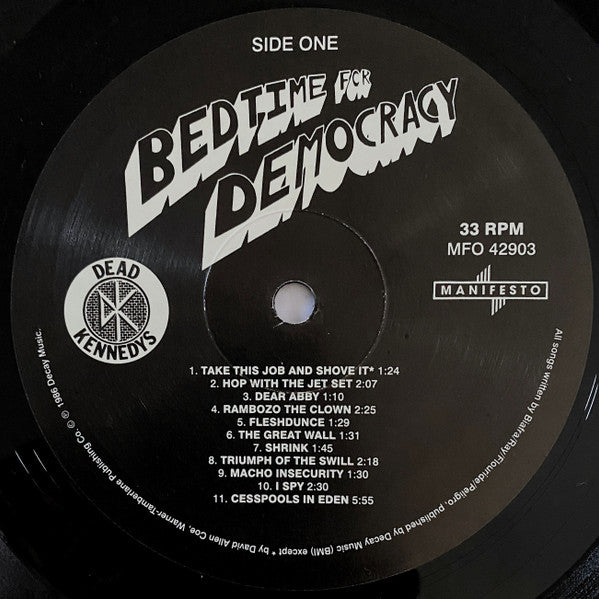 SIDE ONE
BEDTIME FOR
DEMOCRACY
33 RPM
MFO 42903
MANIFESTO
DEAD
DK
KENNEDYS
1. TAKE THIS JOB AND SHOVE IT* 1:24
2. HOP WITH THE JET SET 2:07
3. DEAR ABBY 1:10
4. RAMBOZO THE CLOWN 2:25
5. FLESHDUNCE 1:29
6. THE GREAT WALL 1:31
7. SHRINK 1:45
8. TRIUMPH OF THE SWILL 2:18
9. MACHO INSECURITY 1:30
10. I SPY 2:30
11. CESSPOOLS IN EDEN 5:55
All songs written by Biafra/Ray/Flouride/Peligro, published by Decay Music (BMI) except * by David Allen Coe, Warner-Tamberlane Publishing Co. © ℗ 1986 Decay Music.